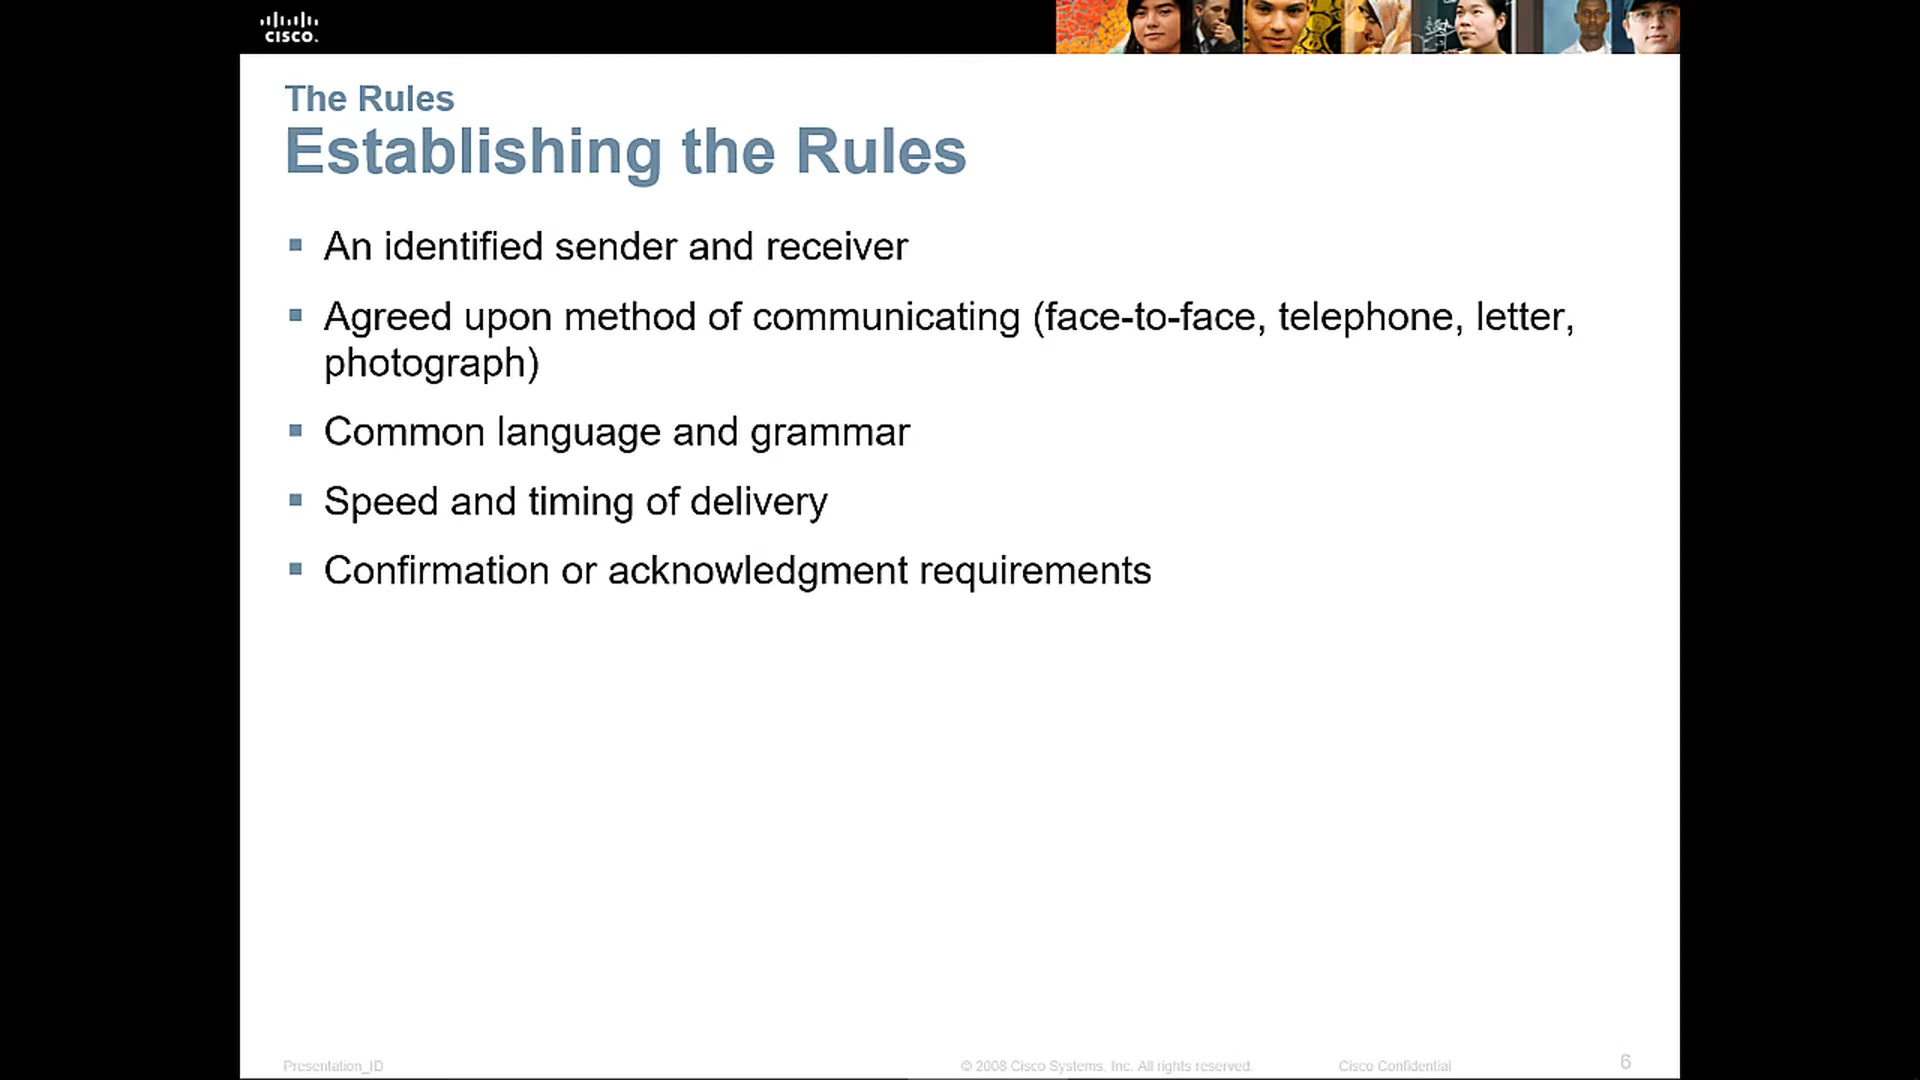 CISCO.
The Rules
Establishing the Rules
▪ An identified sender and receiver
▪ Agreed upon method of communicating (face-to-face, telephone, letter,
photograph)
▪ Common language and grammar
▪ Speed and timing of delivery
▪ Confirmation or acknowledgment requirements
Presentation_ID © 2008 Cisco Systems, Inc. All rights reserved. Cisco Confidential 6